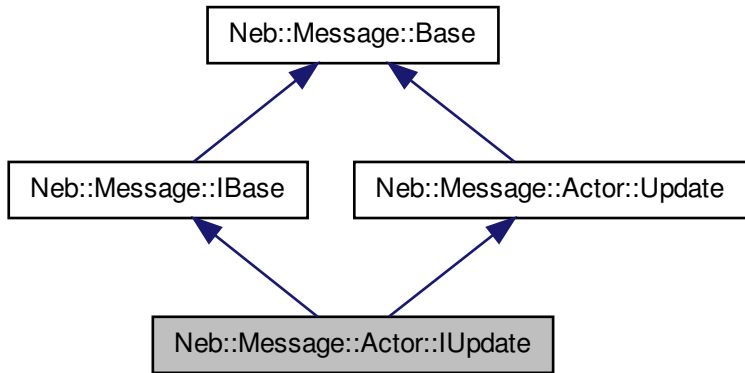 Neb::Message::Base
Neb::Message::IBase
Neb::Message::Actor::Update
Neb::Message::Actor::IUpdate